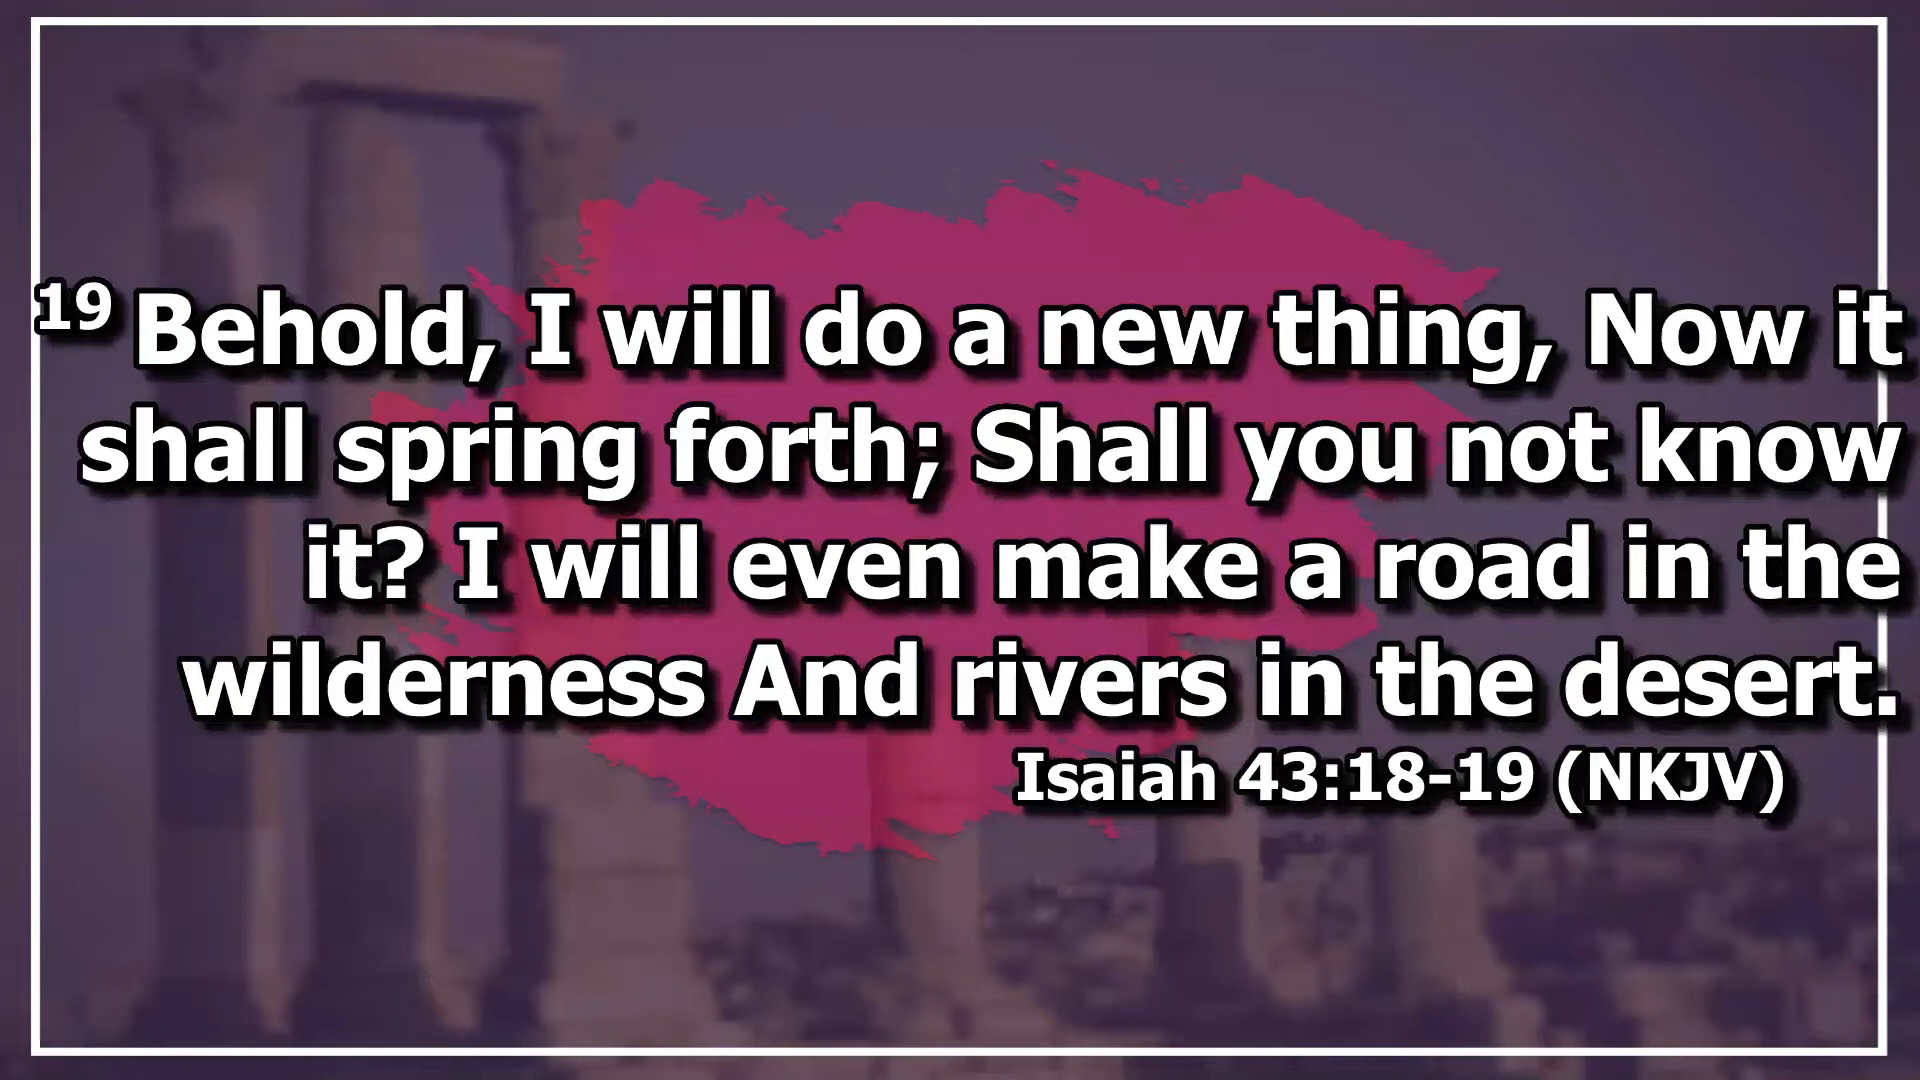 19 Behold, I will do a new thing, Now it
shall spring forth; Shall you not know
it? I will even make a road in the
wilderness And rivers in the desert.
Isaiah 43:18-19 (NKJV)